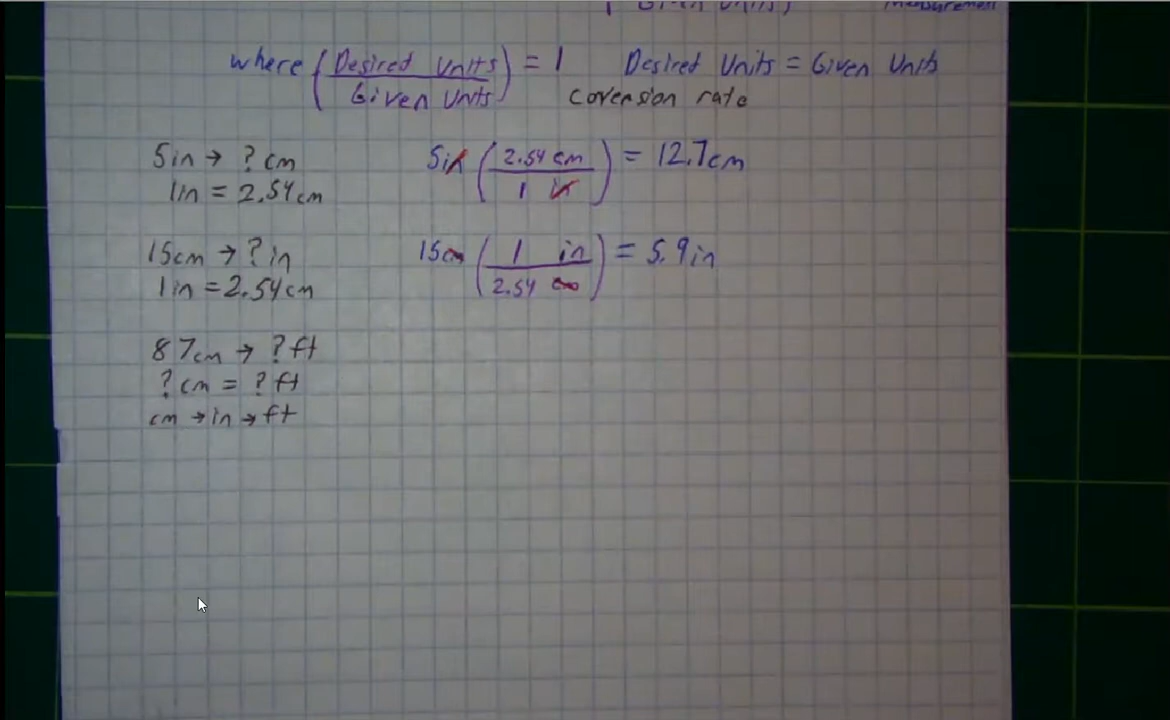 where (Desired Units / Given Units) = 1 Desired Units = Given Units
covension rate
5in → ? cm 5in (2.54 cm / 1 in) = 12.7cm
1in = 2.54cm
15cm → ? in 15cm (1 in / 2.54 cm) = 5.9in
1in = 2.54cm
87cm → ? ft
? cm = ? ft
cm → in → ft